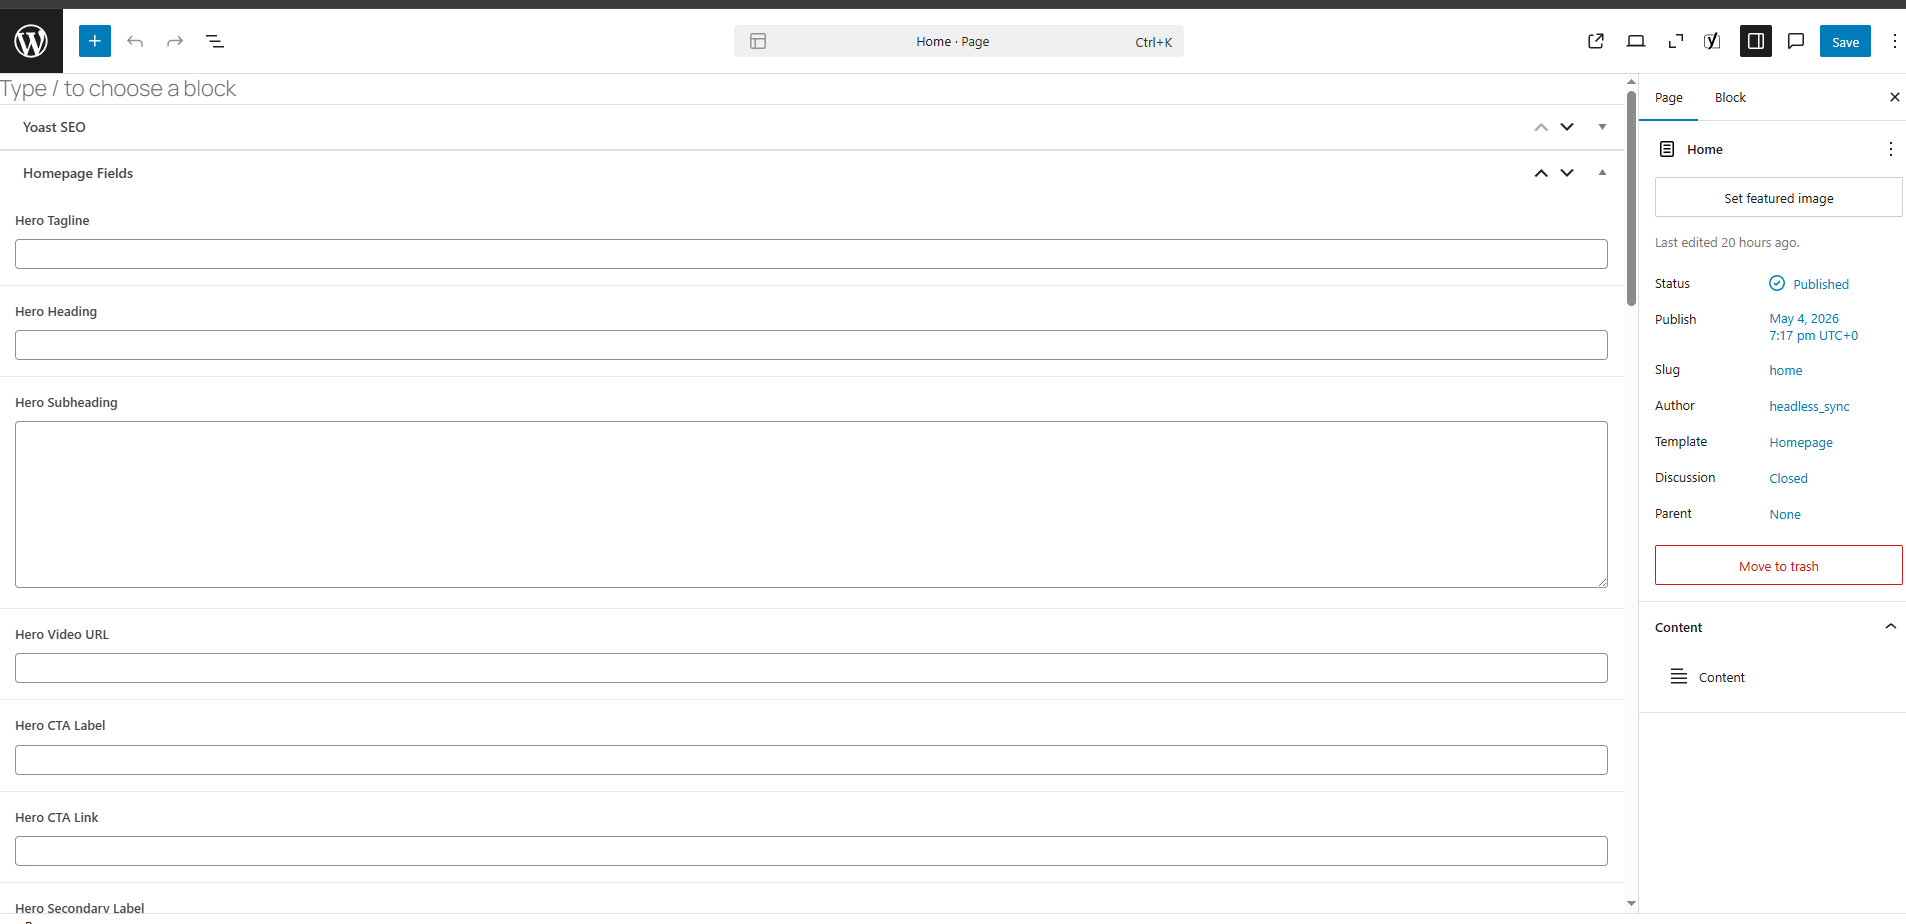 Home · Page
Ctrl+K
Save
Type / to choose a block
Yoast SEO
Homepage Fields
Hero Tagline
Hero Heading
Hero Subheading
Hero Video URL
Hero CTA Label
Hero CTA Link
Hero Secondary Label
Page
Block
Home
Set featured image
Last edited 20 hours ago.
Status
Published
Publish
May 4, 2026
7:17 pm UTC+0
Slug
home
Author
headless_sync
Template
Homepage
Discussion
Closed
Parent
None
Move to trash
Content
Content